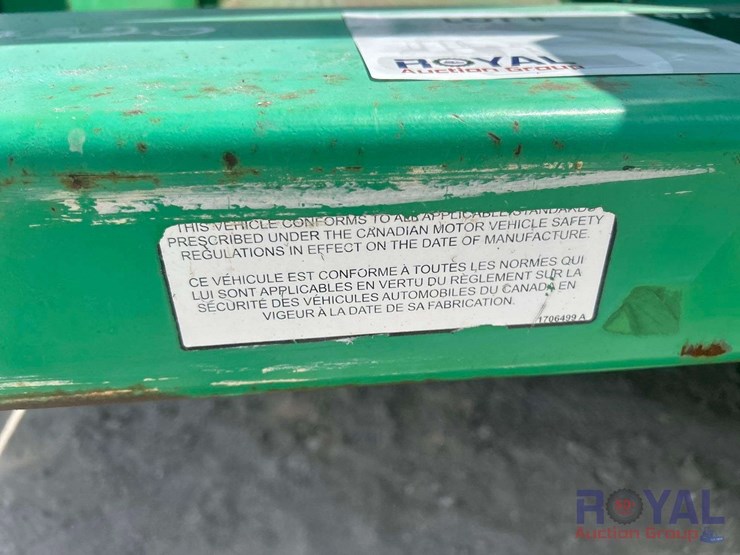 ROYAL
Auction Group
THIS VEHICLE CONFORMS TO ALL APPLICABLE STANDARDS
PRESCRIBED UNDER THE CANADIAN MOTOR VEHICLE SAFETY
REGULATIONS IN EFFECT ON THE DATE OF MANUFACTURE.
CE VÉHICULE EST CONFORME À TOUTES LES NORMES QUI
LUI SONT APPLICABLES EN VERTU DU RÈGLEMENT SUR LA
SÉCURITÉ DES VÉHICULES AUTOMOBILES DU CANADA EN
VIGEUR À LA DATE DE SA FABRICATION.
1706499 A
ROYAL
Auction Group